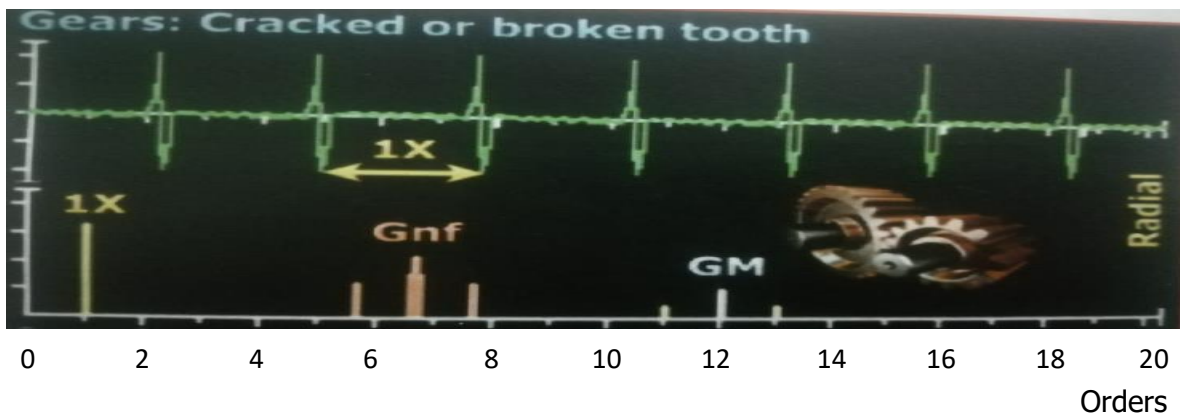 Gears: Cracked or broken tooth
1X
1X
Gnf
GM
Radial
0 2 4 6 8 10 12 14 16 18 20
Orders